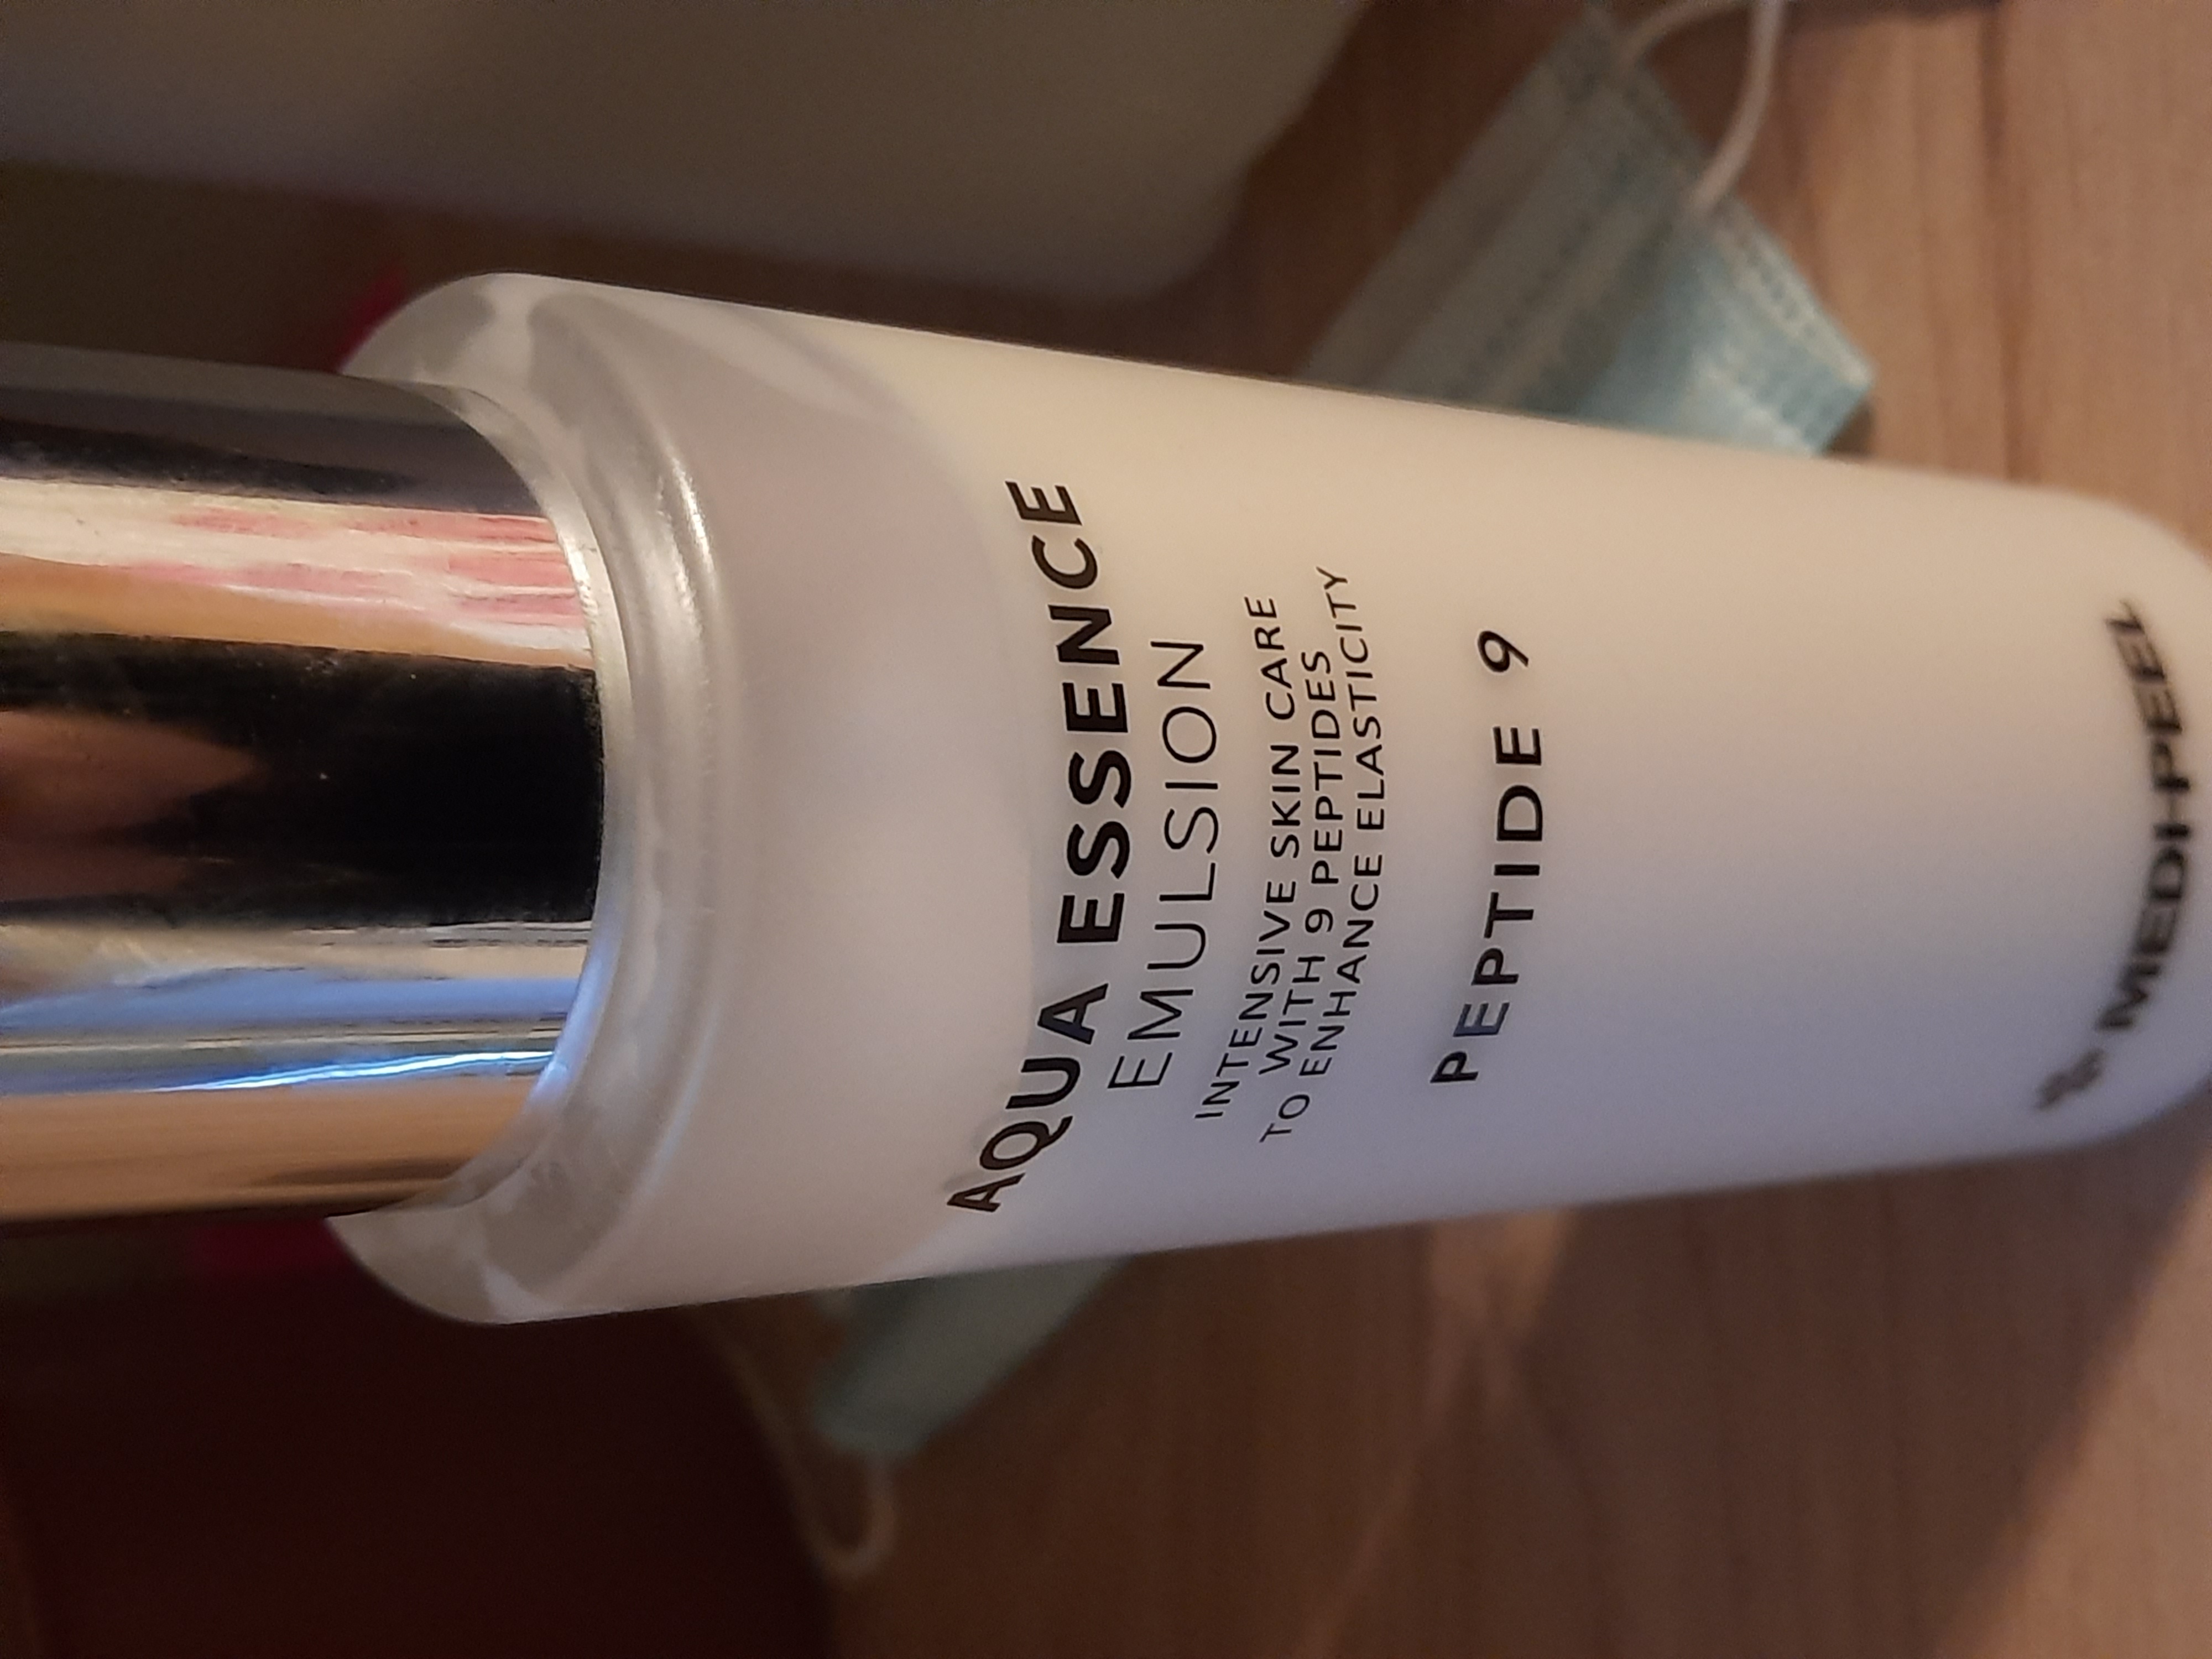 AQUA ESSENCE
EMULSION
INTENSIVE SKIN CARE
WITH 9 PEPTIDES
TO ENHANCE ELASTICITY
PEPTIDE 9
MEDI-PEEL